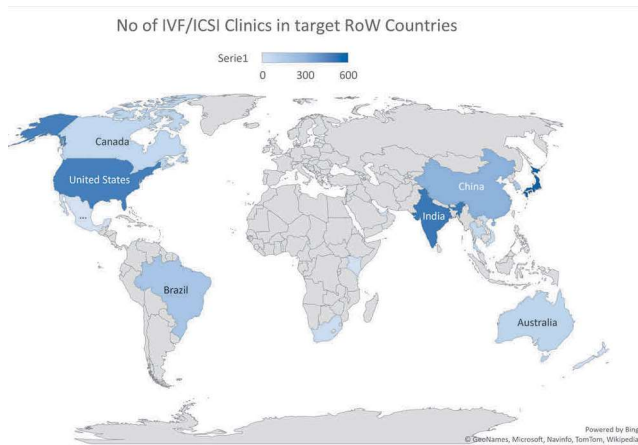 No of IVF/ICSI Clinics in target RoW Countries
Serie1
0 300 600
Canada
United States
China
...
India
Brazil
Australia
Powered by Bing
© GeoNames, Microsoft, Navinfo, TomTom, Wikipedia